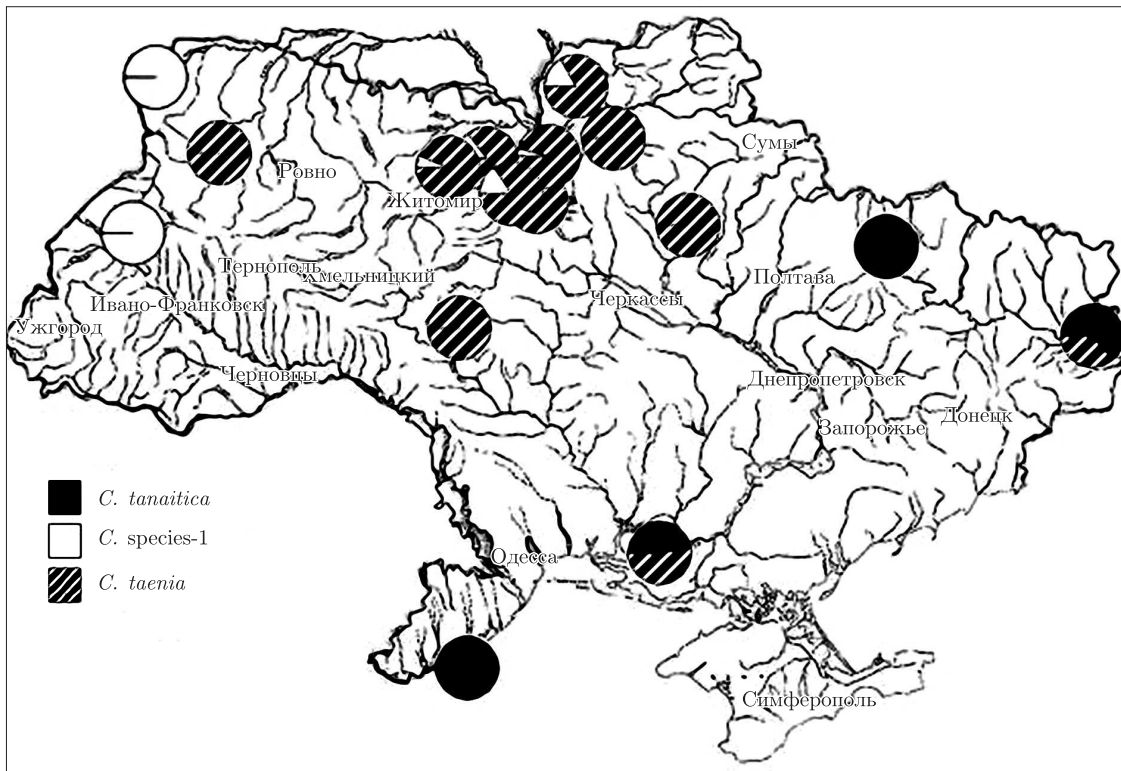 Сумы
Ровно
Житомир
Тернополь
Хмельницкий
Полтава
Ивано-Франковск
Черкассы
Ужгород
Черновцы
Днепропетровск
Донецк
Запорожье
C. tanaitica
C. species-1
Одесса
C. taenia
Симферополь